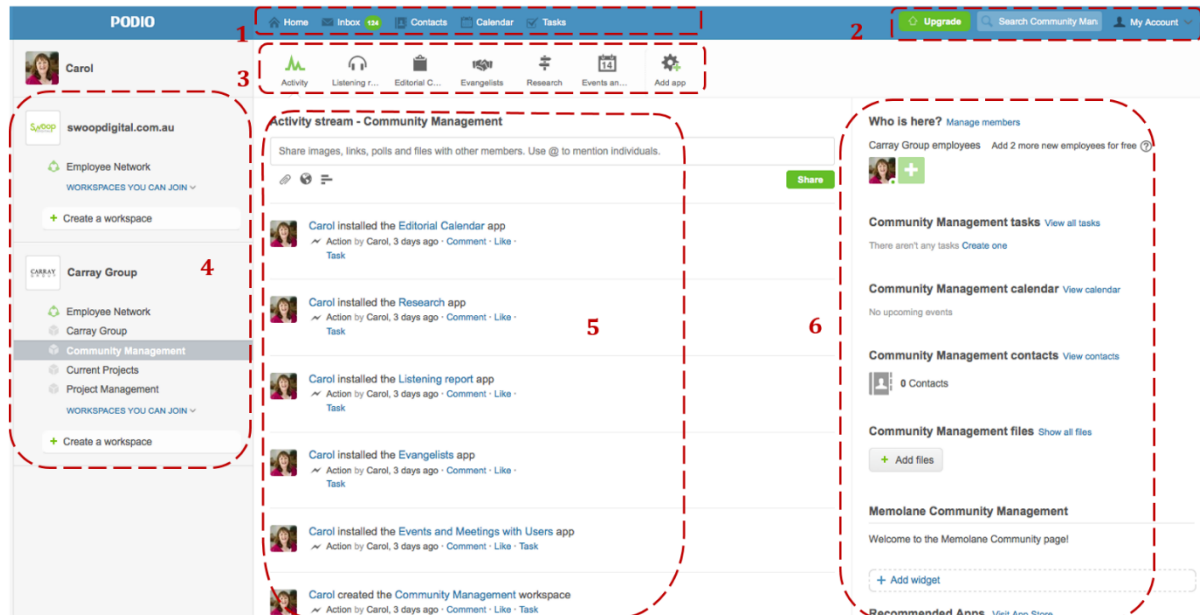 PODIO
Home Inbox 124 Contacts Calendar Tasks
1
Upgrade Search Community Man My Account
2
Carol
3
Activity Listening r... Editorial C... Evangelists Research 14 Events an... Add app
Swoop
swoopdigital.com.au
Employee Network
WORKSPACES YOU CAN JOIN
+ Create a workspace
CARRAY
Carray Group
4
Employee Network
Carray Group
Community Management
Current Projects
Project Management
WORKSPACES YOU CAN JOIN
+ Create a workspace
Activity stream - Community Management
Share images, links, polls and files with other members. Use @ to mention individuals.
Share
Carol installed the Editorial Calendar app
Action by Carol, 3 days ago · Comment · Like ·
Task
Carol installed the Research app
Action by Carol, 3 days ago · Comment · Like ·
Task
5
Carol installed the Listening report app
Action by Carol, 3 days ago · Comment · Like ·
Task
Carol installed the Evangelists app
Action by Carol, 3 days ago · Comment · Like ·
Task
Carol installed the Events and Meetings with Users app
Action by Carol, 3 days ago · Comment · Like · Task
Carol created the Community Management workspace
Action by Carol, 3 days ago · Comment · Like · Task
6
Who is here? Manage members
Carray Group employees Add 2 more new employees for free ?
Community Management tasks View all tasks
There aren't any tasks Create one
Community Management calendar View calendar
No upcoming events
Community Management contacts View contacts
0 Contacts
Community Management files Show all files
+ Add files
Memolane Community Management
Welcome to the Memolane Community page!
+ Add widget
Recommended Apps Visit App Store